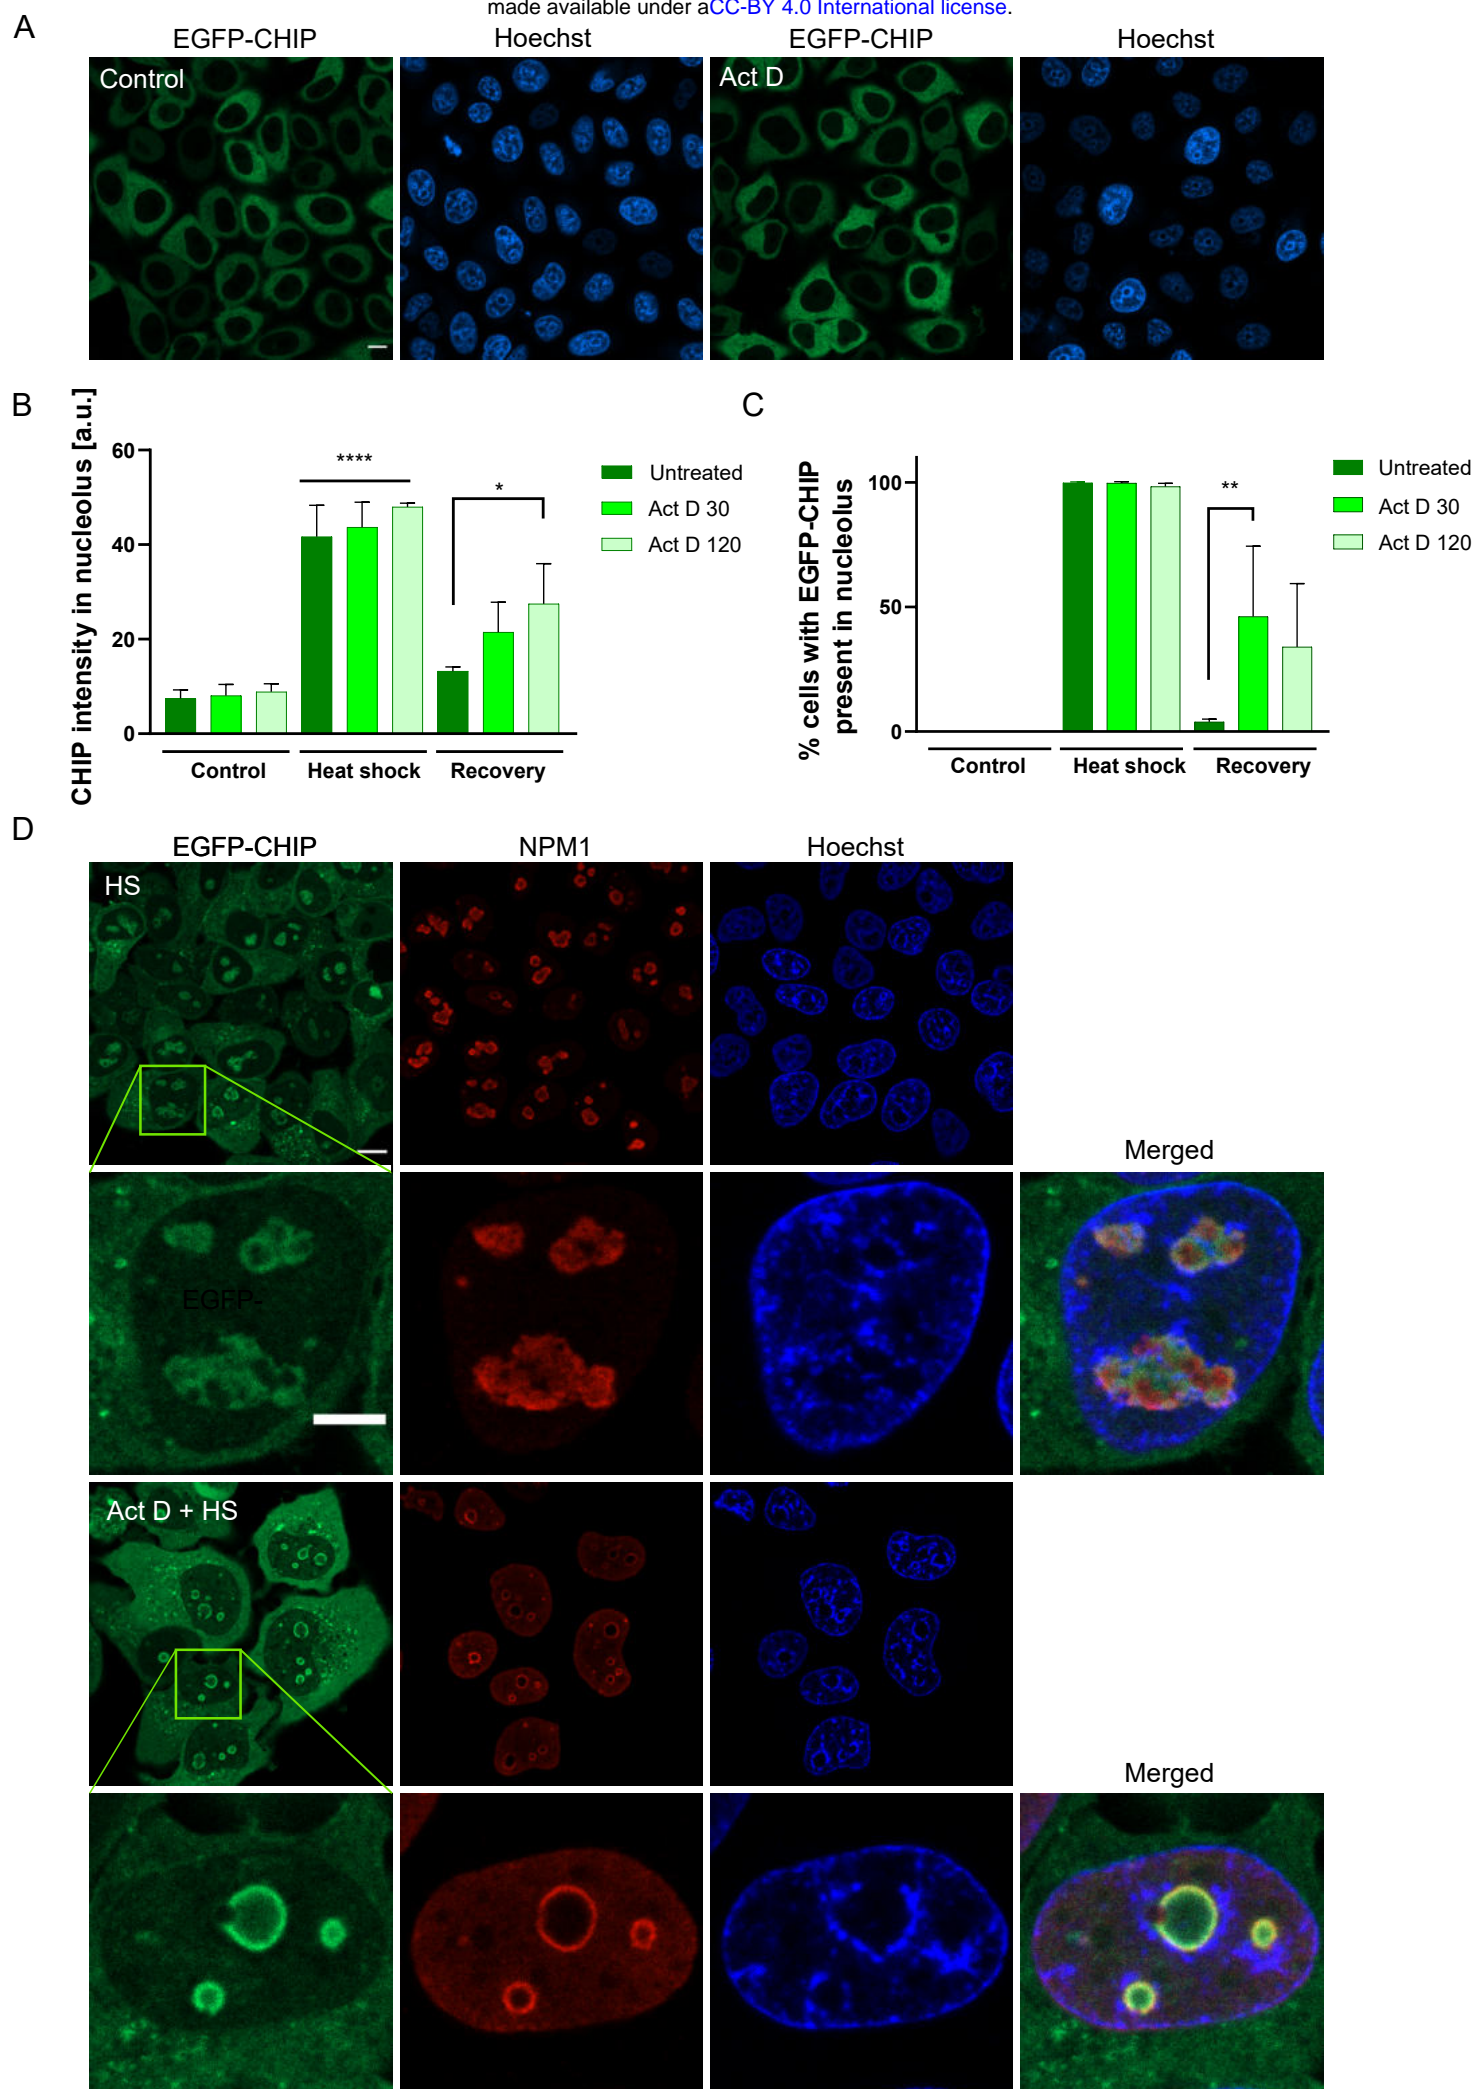 made available under aCC-BY 4.0 International license.
A
EGFP-CHIP
Hoechst
EGFP-CHIP
Hoechst
Control
Act D
B
CHIP intensity in nucleolus [a.u.]
60
40
20
0
****
*
Untreated
Act D 30
Act D 120
Control
Heat shock
Recovery
C
% cells with EGFP-CHIP
present in nucleolus
100
50
0
**
Untreated
Act D 30
Act D 120
Control
Heat shock
Recovery
D
EGFP-CHIP
NPM1
Hoechst
HS
Merged
EGFP-
Act D + HS
Merged